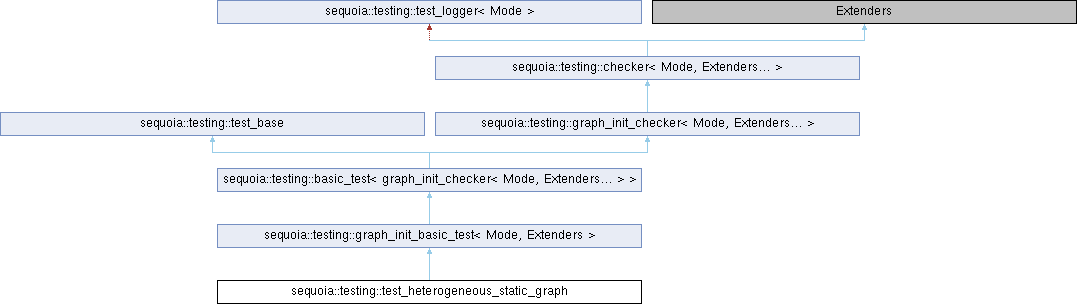 sequoia::testing::test_logger< Mode >
Extenders
sequoia::testing::checker< Mode, Extenders... >
sequoia::testing::test_base
sequoia::testing::graph_init_checker< Mode, Extenders... >
sequoia::testing::basic_test< graph_init_checker< Mode, Extenders... > >
sequoia::testing::graph_init_basic_test< Mode, Extenders >
sequoia::testing::test_heterogeneous_static_graph